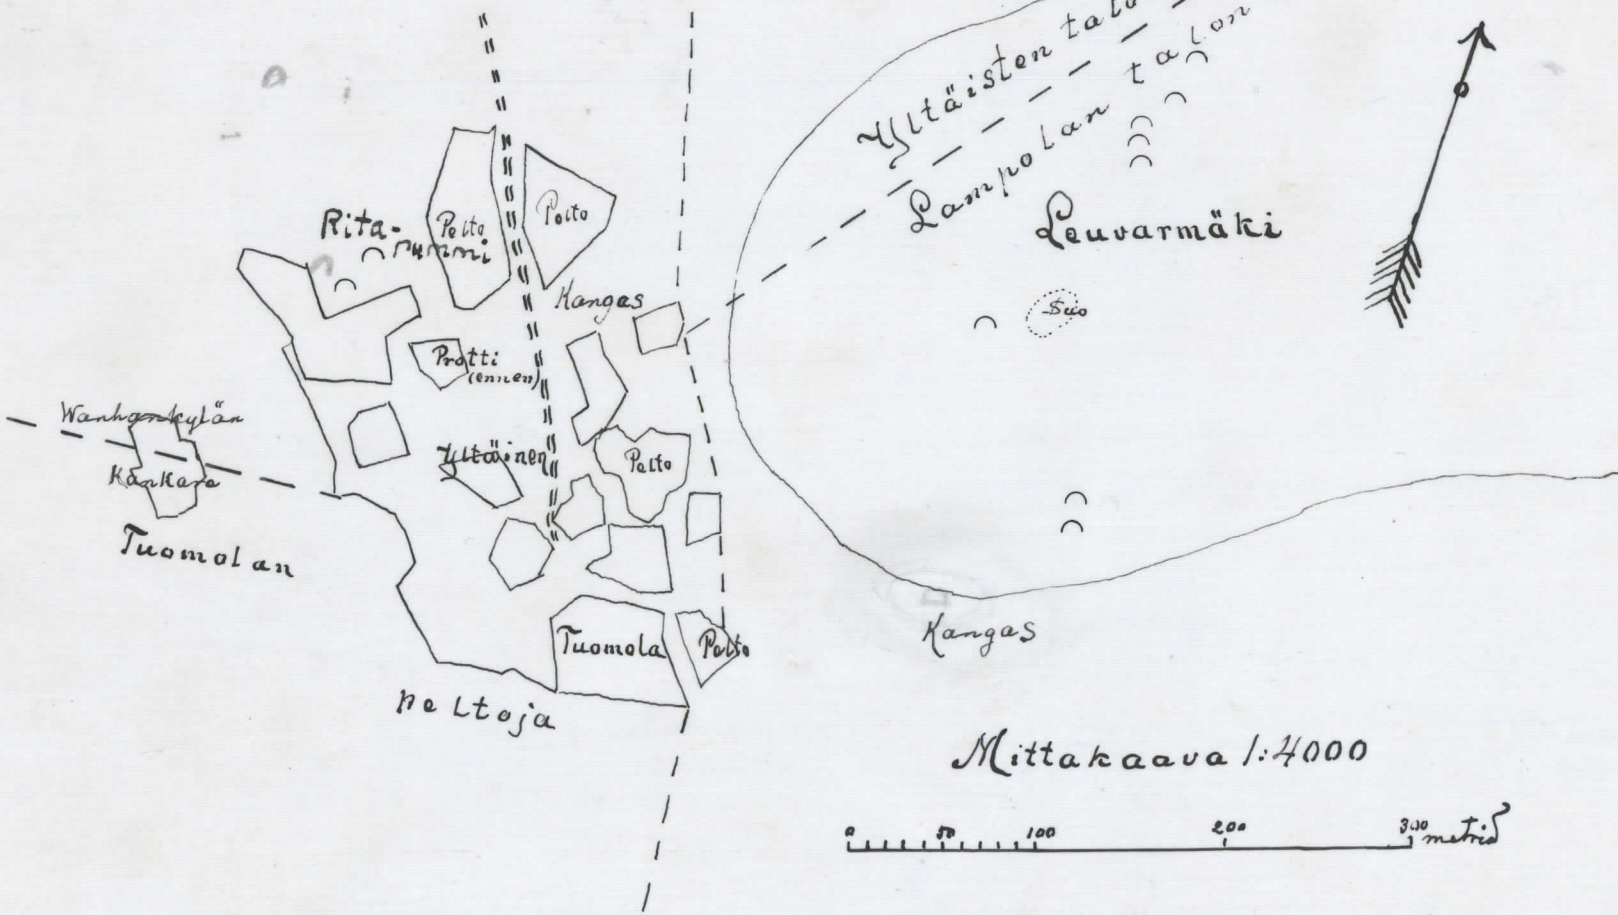 Yltäisten talo
Lampolan talon
Rita-
rummi
Pelto
Pelto
Leuvarmäki
Kangas
Suo
Protti
(ennen)
Wanhankylän
Kankare
Yltäinen
Pelto
Tuomolan
Tuomola
Pelto
peltoja
Kangas
Mittakaava 1:4000
0 50 100 200 300 metriä